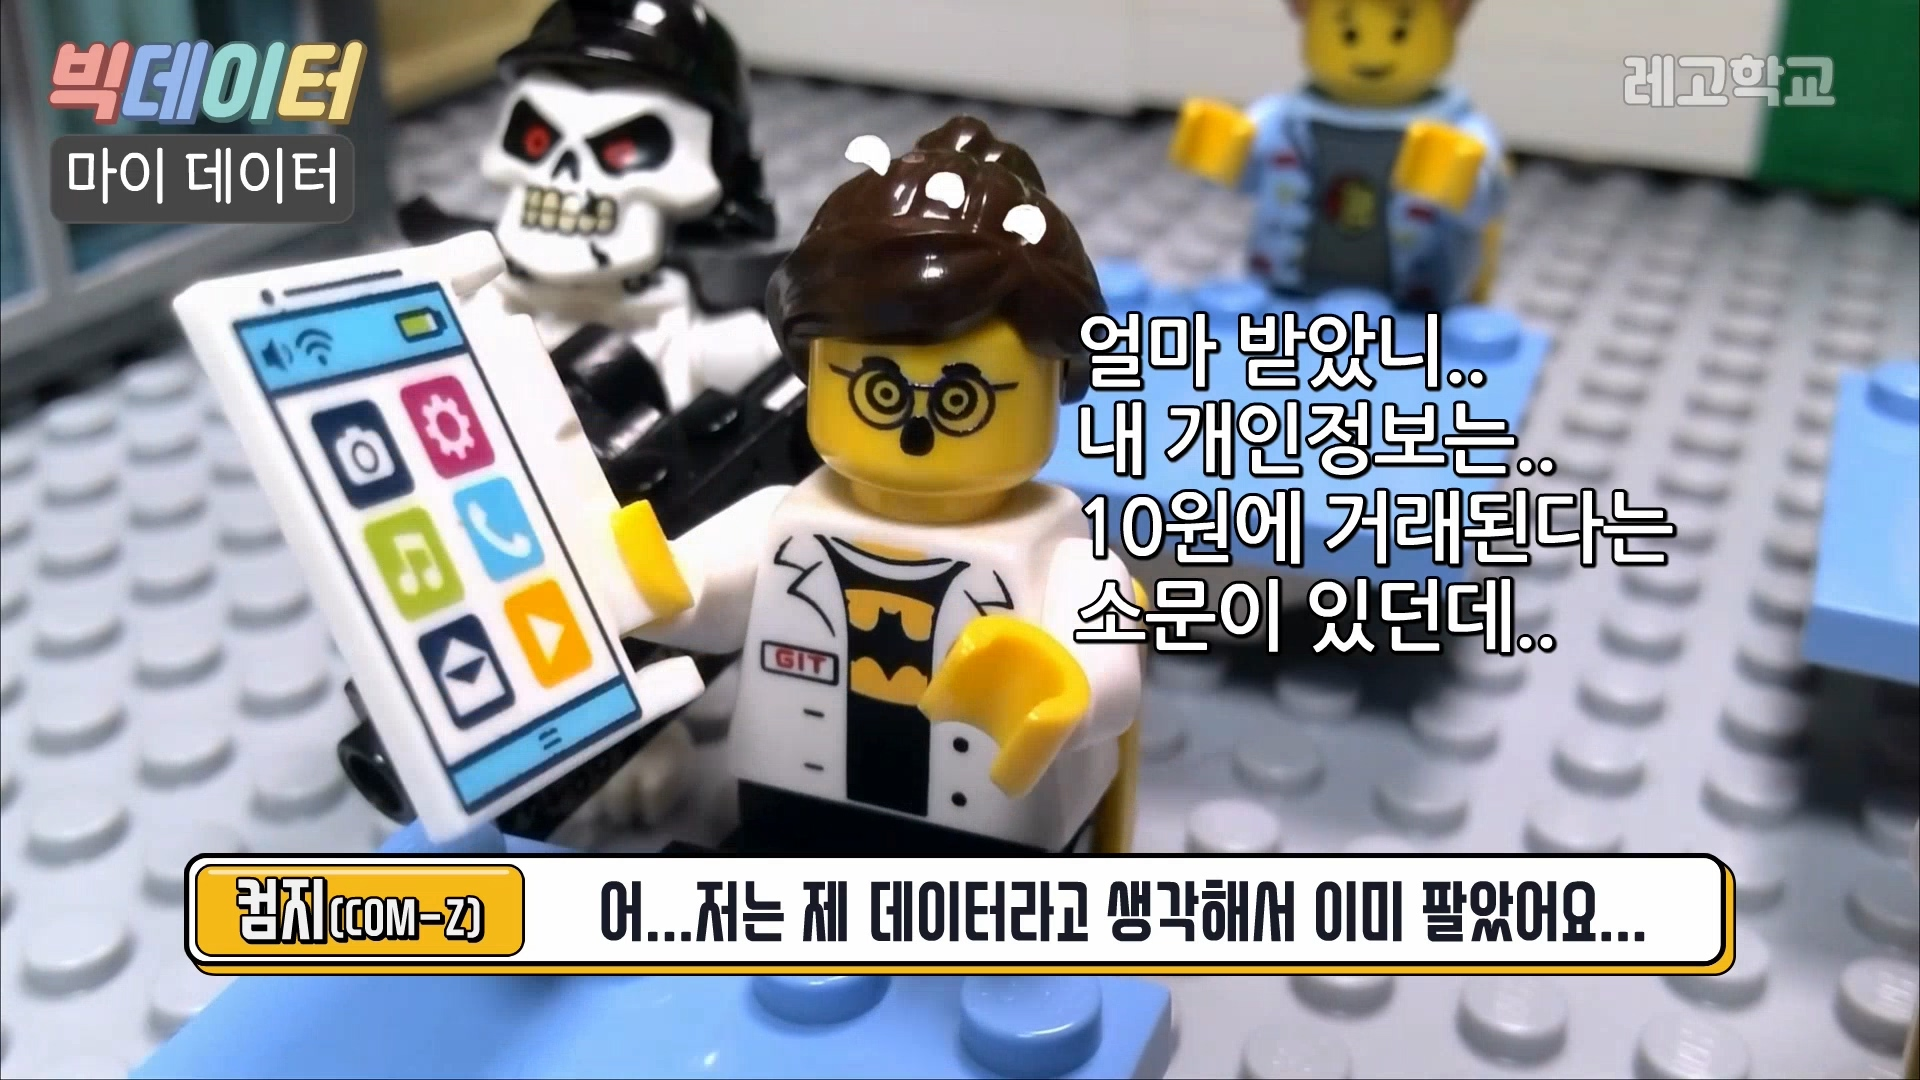 빅데이터
마이 데이터
레고학교
얼마 받았니..
내 개인정보는..
10원에 거래된다는
소문이 있던데..
GIT
컴지(COM-Z)
어...저는 제 데이터라고 생각해서 이미 팔았어요...